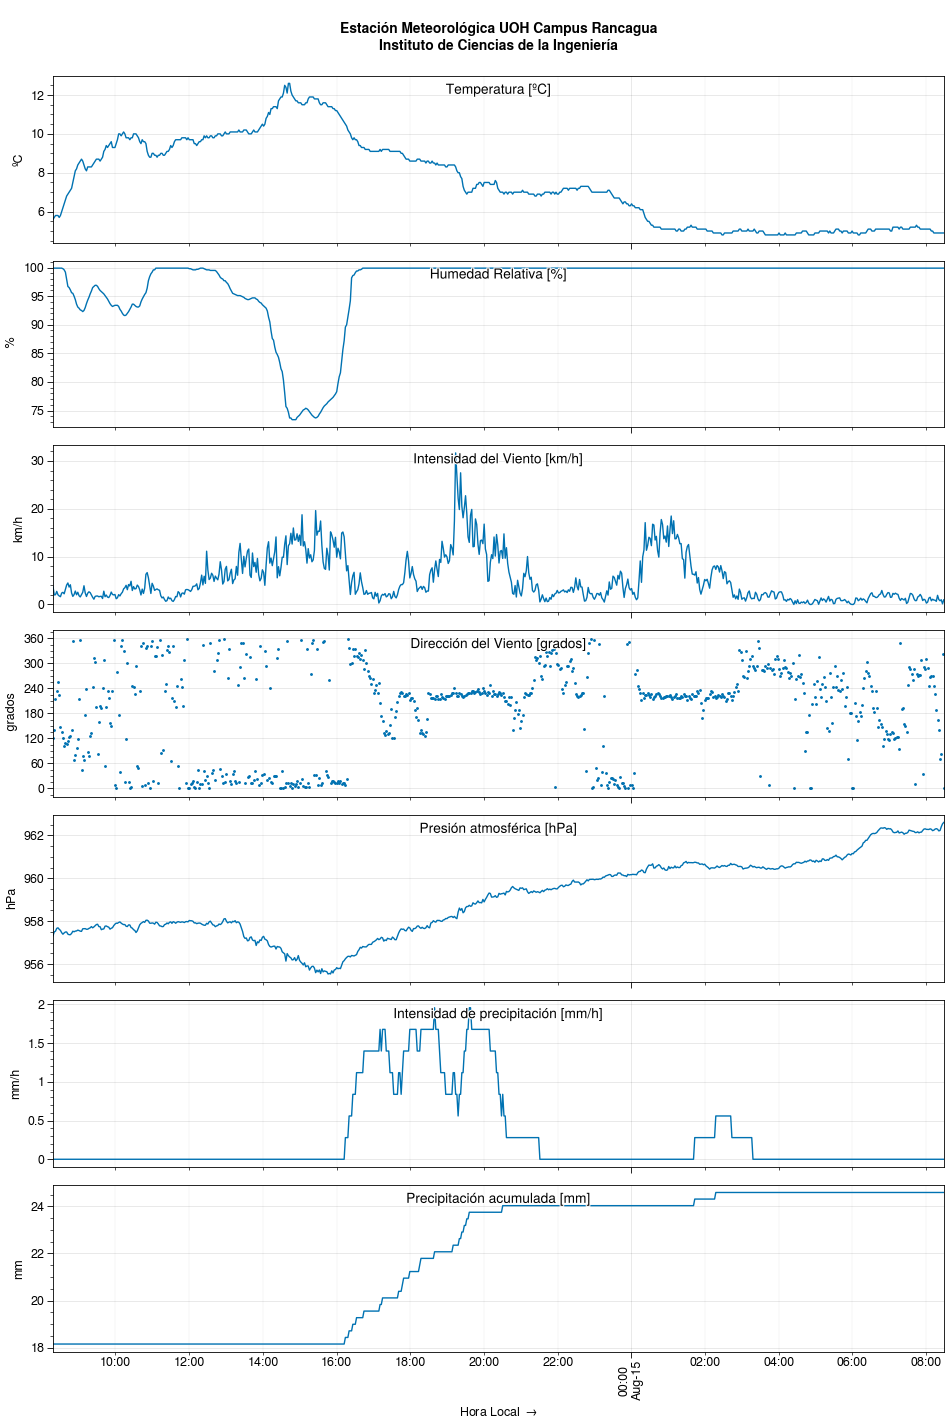 Estación Meteorológica UOH Campus Rancagua
Instituto de Ciencias de la Ingeniería
Temperatura [ºC]
12
10
8
6
ºC
Humedad Relativa [%]
100
95
90
85
80
75
%
Intensidad del Viento [km/h]
30
20
10
0
km/h
Dirección del Viento [grados]
360
300
240
180
120
60
0
grados
Presión atmosférica [hPa]
962
960
958
956
hPa
Intensidad de precipitación [mm/h]
2
1.5
1
0.5
0
mm/h
Precipitación acumulada [mm]
24
22
20
18
mm
10:00 12:00 14:00 16:00 18:00 20:00 22:00 00:00 02:00 04:00 06:00 08:00
Aug-15
Hora Local →